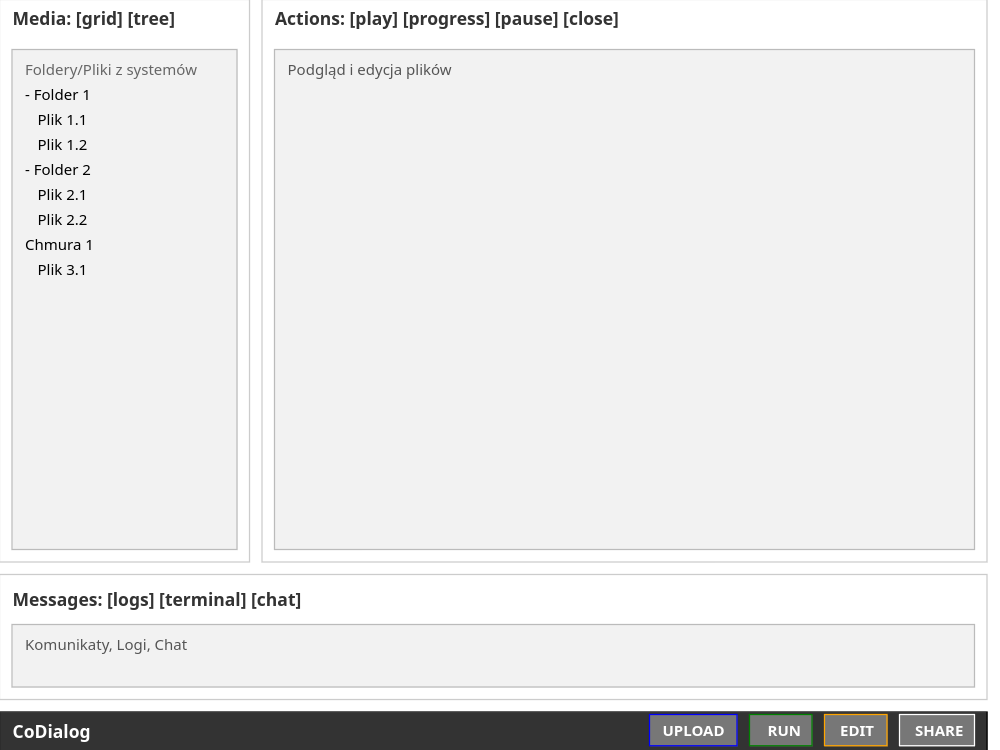 Media: [grid] [tree]
Foldery/Pliki z systemów
- Folder 1
Plik 1.1
Plik 1.2
- Folder 2
Plik 2.1
Plik 2.2
Chmura 1
Plik 3.1
Actions: [play] [progress] [pause] [close]
Podgląd i edycja plików
Messages: [logs] [terminal] [chat]
Komunikaty, Logi, Chat
CoDialog
UPLOAD
RUN
EDIT
SHARE